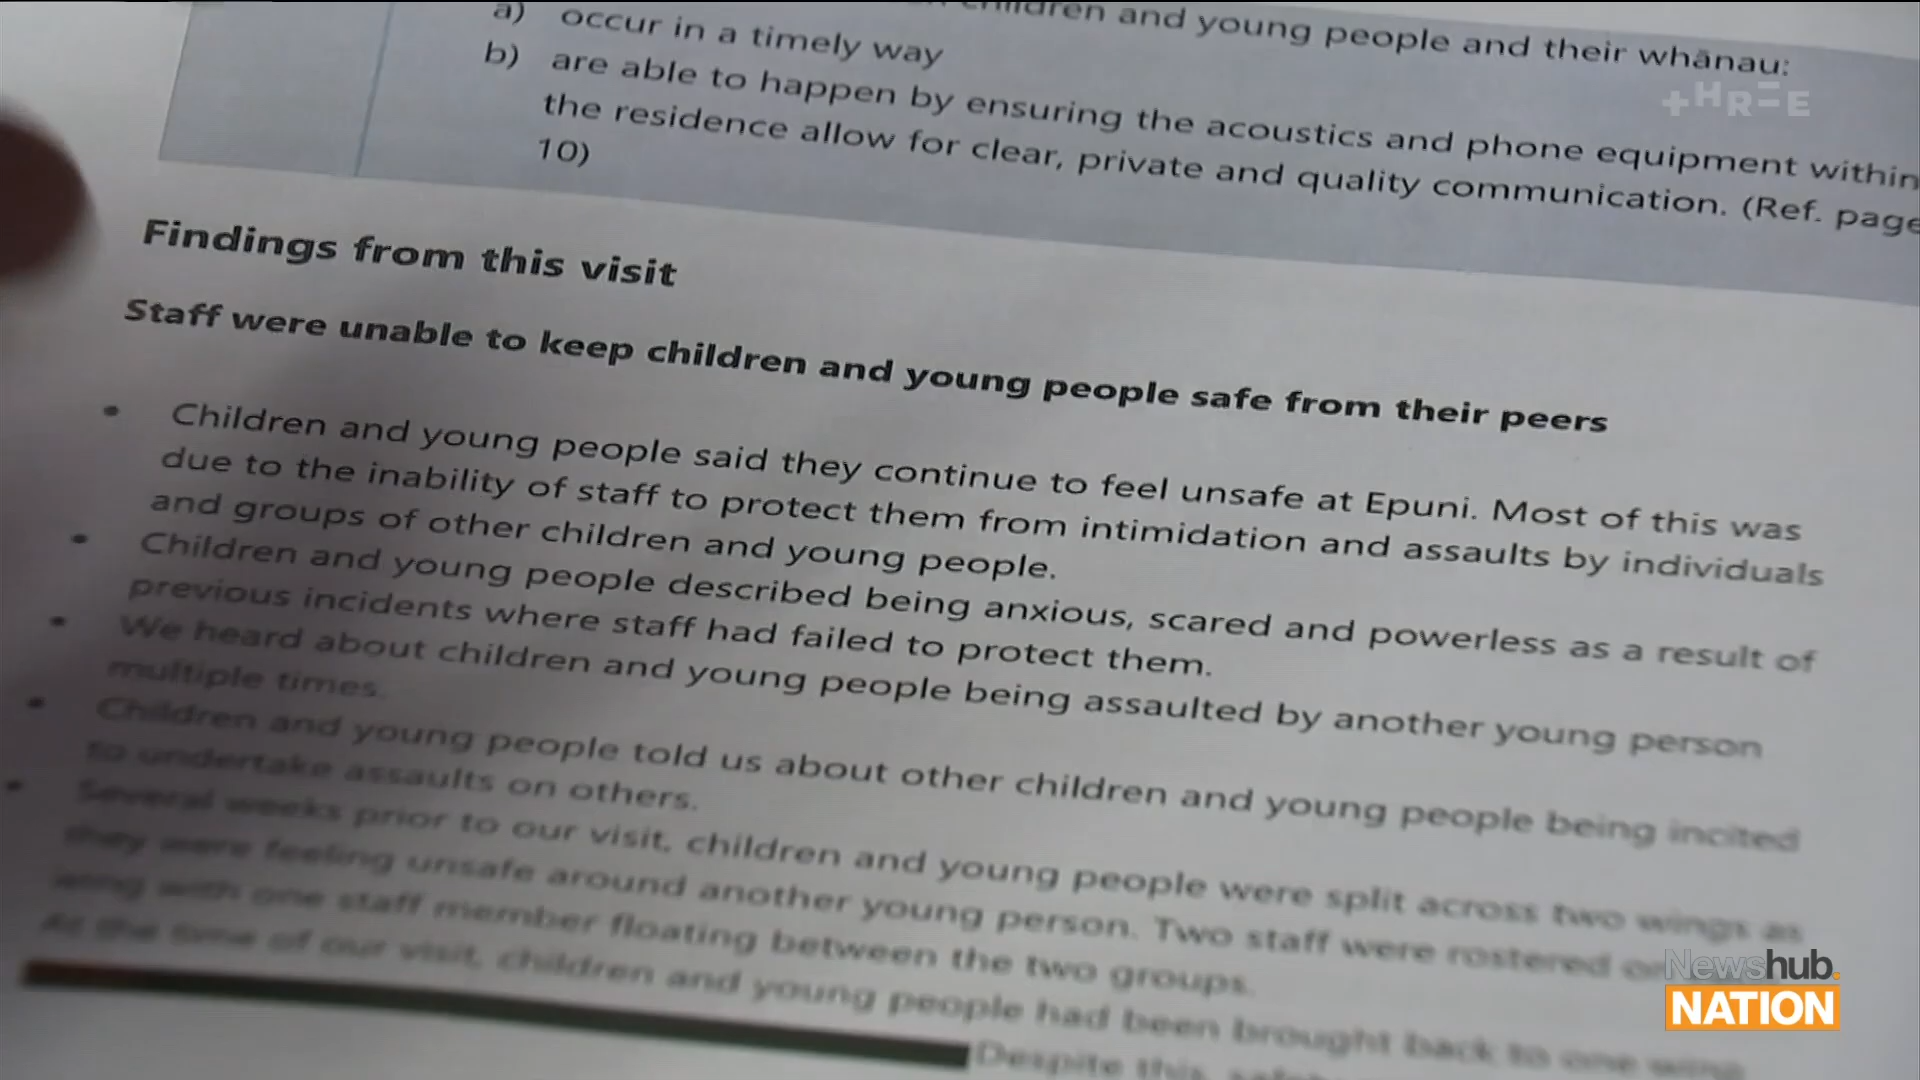 children and young people and their whānau:
a) occur in a timely way
b) are able to happen by ensuring the acoustics and phone equipment within
the residence allow for clear, private and quality communication. (Ref. page
10)
THREE
Findings from this visit
Staff were unable to keep children and young people safe from their peers
• Children and young people said they continue to feel unsafe at Epuni. Most of this was
due to the inability of staff to protect them from intimidation and assaults by individuals
and groups of other children and young people.
• Children and young people described being anxious, scared and powerless as a result of
previous incidents where staff had failed to protect them.
• We heard about children and young people being assaulted by another young person
multiple times.
• Children and young people told us about other children and young people being incited
to undertake assaults on others.
• Several weeks prior to our visit, children and young people were split across two wings as
they were feeling unsafe around another young person. Two staff were rostered
wing with one staff member floating between the two groups.
At the time of our visit, children and young people had been brought back to one wing
Despite this,
Newshub.
NATION